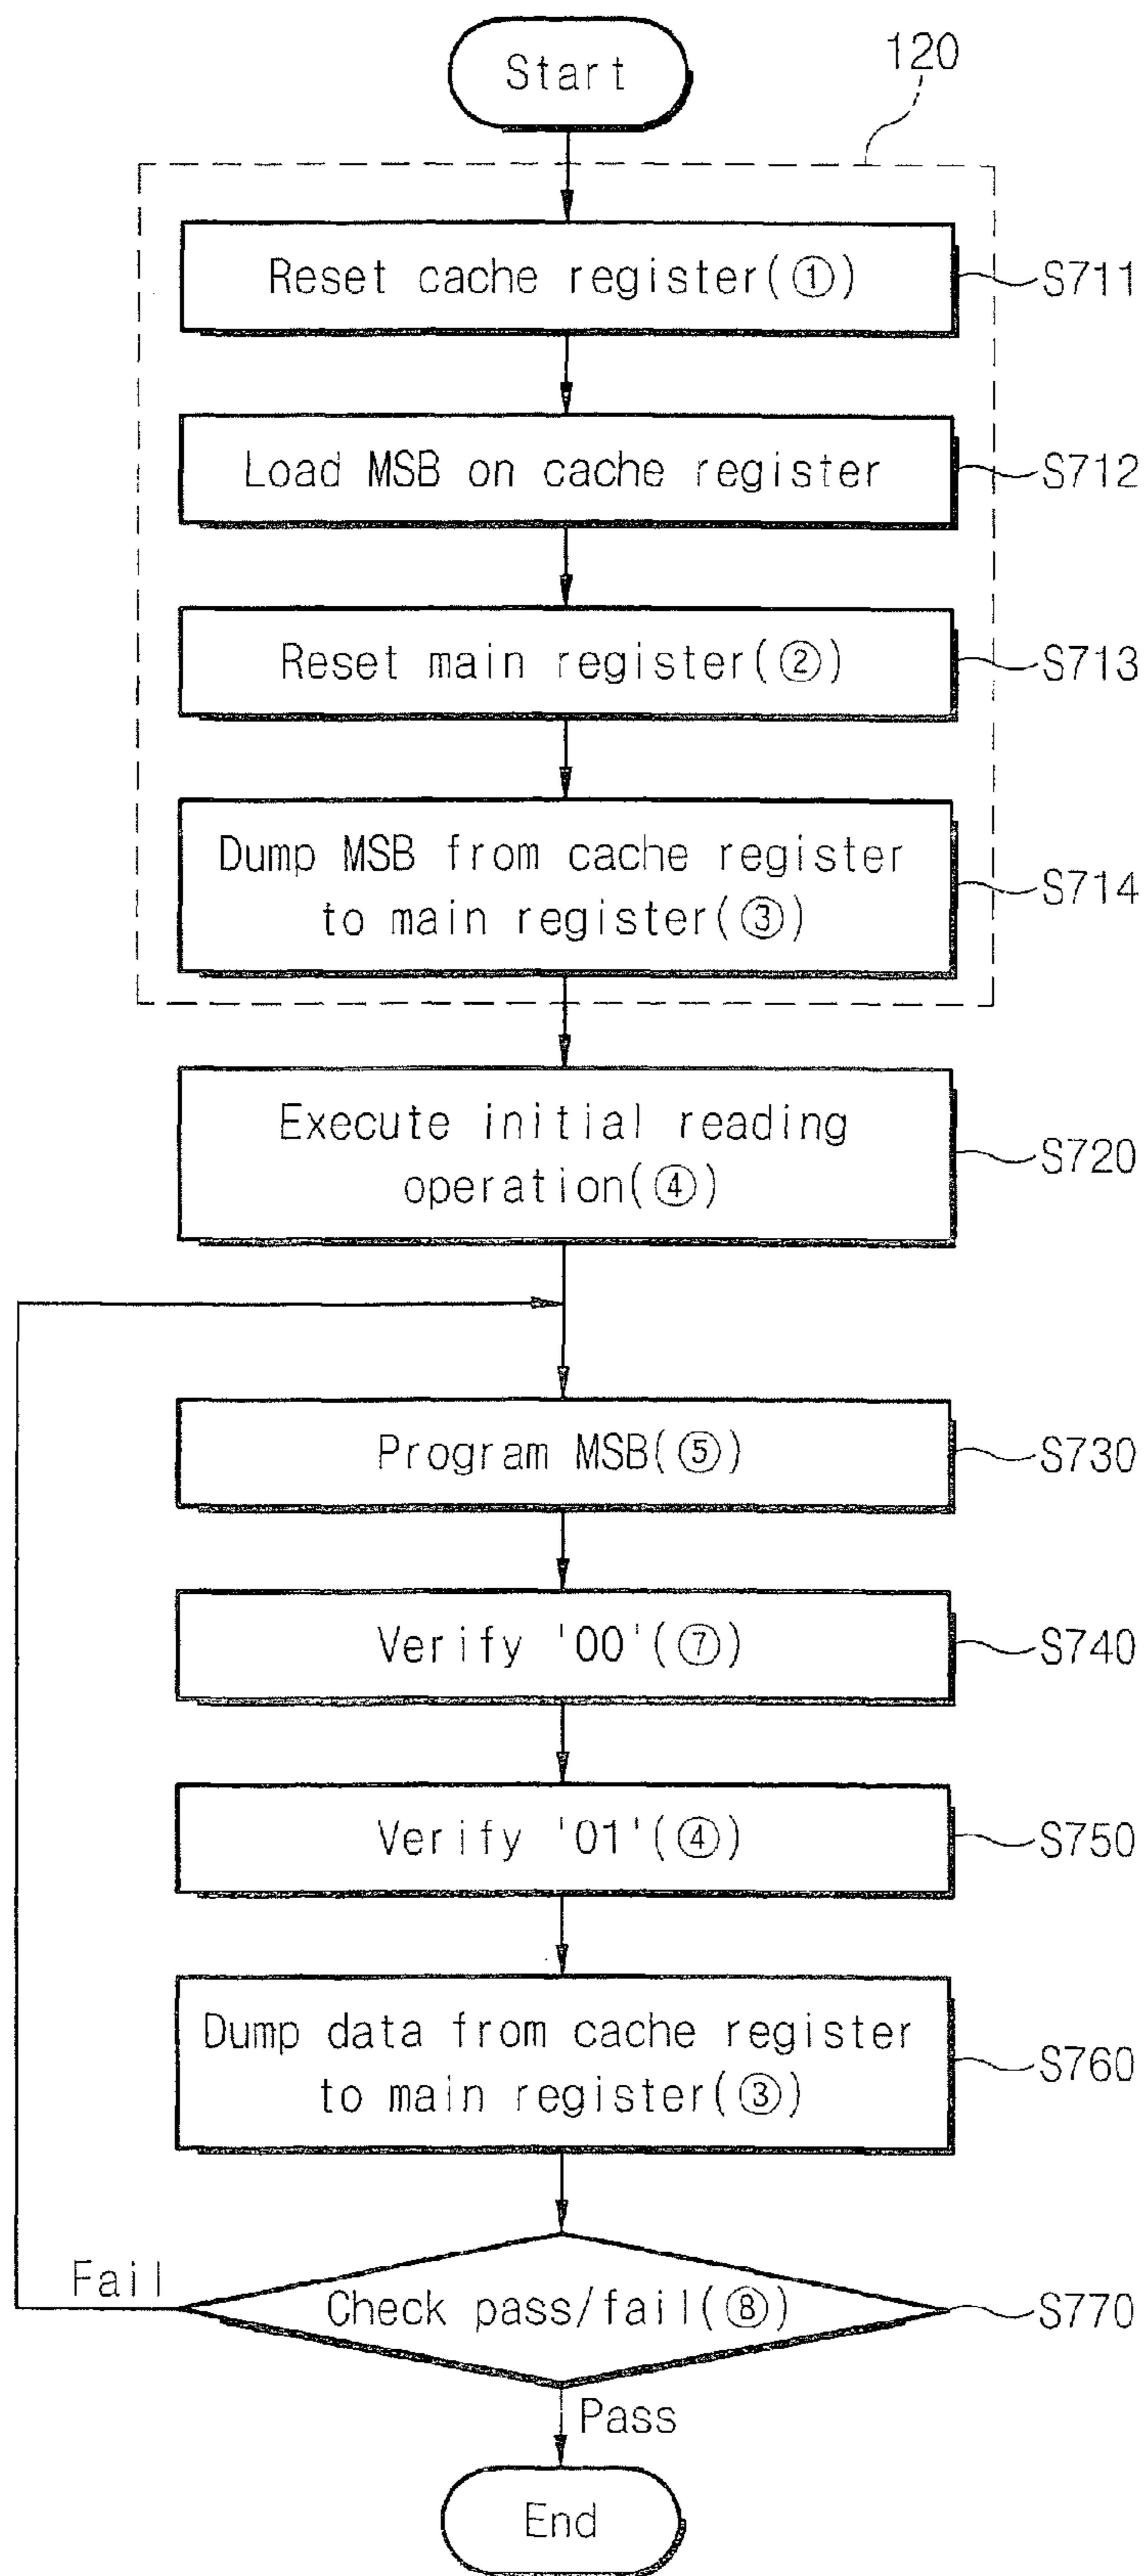 Start
120
Reset cache register(①)
S711
Load MSB on cache register
S712
Reset main register(②)
S713
Dump MSB from cache register
to main register(③)
S714
Execute initial reading
operation(④)
S720
Program MSB(⑤)
S730
Verify '00'(⑦)
S740
Verify '01'(④)
S750
Dump data from cache register
to main register(③)
S760
Fail
Check pass/fail(⑧)
S770
Pass
End